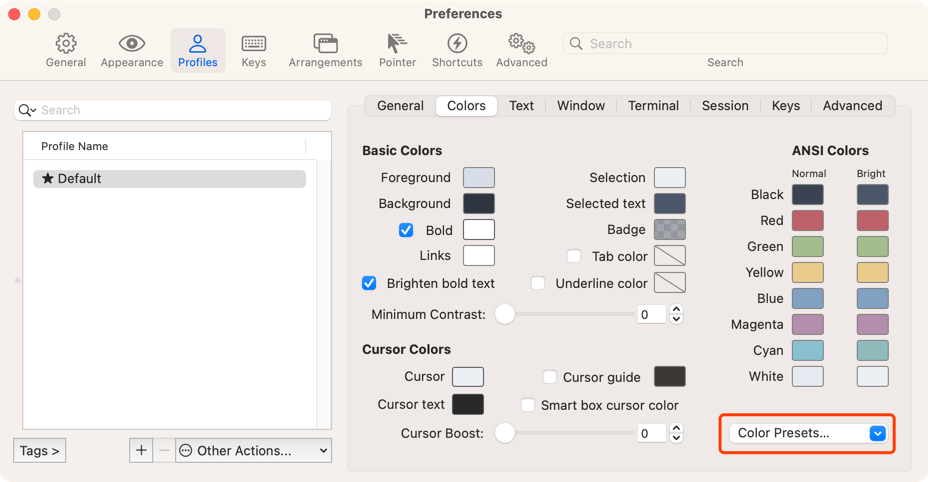 Preferences
General Appearance Profiles Keys Arrangements Pointer Shortcuts Advanced Search
Search
Search
Profile Name
Default
Tags >
+ − Other Actions...
General Colors Text Window Terminal Session Keys Advanced
Basic Colors
Foreground Selection
Background Selected text
Bold Badge
Links Tab color
Brighten bold text Underline color
Minimum Contrast: 0
Cursor Colors
Cursor Cursor guide
Cursor text Smart box cursor color
Cursor Boost: 0
ANSI Colors
Normal Bright
Black
Red
Green
Yellow
Blue
Magenta
Cyan
White
Color Presets...